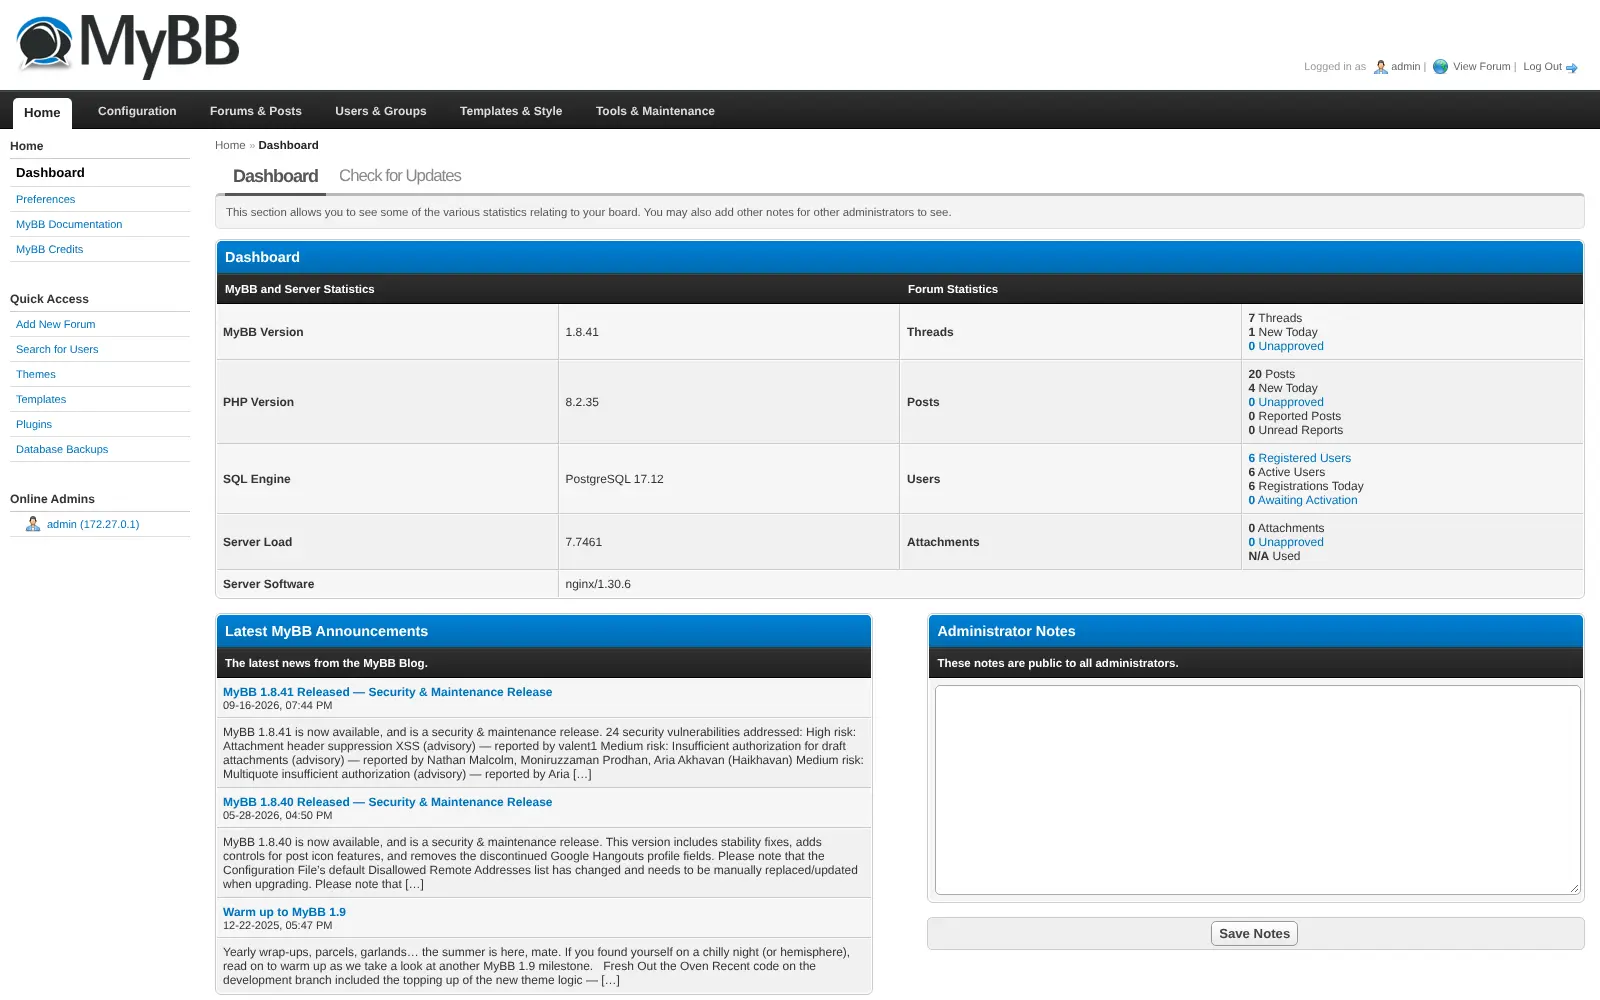 MyBB
Logged in as admin | View Forum | Log Out
Home Configuration Forums & Posts Users & Groups Templates & Style Tools & Maintenance
Home
Dashboard
Preferences
MyBB Documentation
MyBB Credits
Quick Access
Add New Forum
Search for Users
Themes
Templates
Plugins
Database Backups
Online Admins
admin (172.27.0.1)
Home » Dashboard
Dashboard Check for Updates
This section allows you to see some of the various statistics relating to your board. You may also add other notes for other administrators to see.
Dashboard
MyBB and Server Statistics Forum Statistics
MyBB Version 1.8.41 Threads
7 Threads
1 New Today
0 Unapproved
PHP Version 8.2.35 Posts
20 Posts
4 New Today
0 Unapproved
0 Reported Posts
0 Unread Reports
SQL Engine PostgreSQL 17.12 Users
6 Registered Users
6 Active Users
6 Registrations Today
0 Awaiting Activation
Server Load 7.7461 Attachments
0 Attachments
0 Unapproved
N/A Used
Server Software nginx/1.30.6
Latest MyBB Announcements
The latest news from the MyBB Blog.
MyBB 1.8.41 Released — Security & Maintenance Release
09-16-2026, 07:44 PM
MyBB 1.8.41 is now available, and is a security & maintenance release. 24 security vulnerabilities addressed: High risk:
Attachment header suppression XSS (advisory) — reported by valent1 Medium risk: Insufficient authorization for draft
attachments (advisory) — reported by Nathan Malcolm, Moniruzzaman Prodhan, Aria Akhavan (Haikhavan) Medium risk:
Multiquote insufficient authorization (advisory) — reported by Aria […]
MyBB 1.8.40 Released — Security & Maintenance Release
05-28-2026, 04:50 PM
MyBB 1.8.40 is now available, and is a security & maintenance release. This version includes stability fixes, adds
controls for post icon features, and removes the discontinued Google Hangouts profile fields. Please note that the
Configuration File's default Disallowed Remote Addresses list has changed and needs to be manually replaced/updated
when upgrading. Please note that […]
Warm up to MyBB 1.9
12-22-2025, 05:47 PM
Yearly wrap-ups, parcels, garlands… the summer is here, mate. If you found yourself on a chilly night (or hemisphere),
read on to warm up as we take a look at another MyBB 1.9 milestone. Fresh Out the Oven Recent code on the
development branch included the topping up of the new theme logic — […]
Administrator Notes
These notes are public to all administrators.
Save Notes